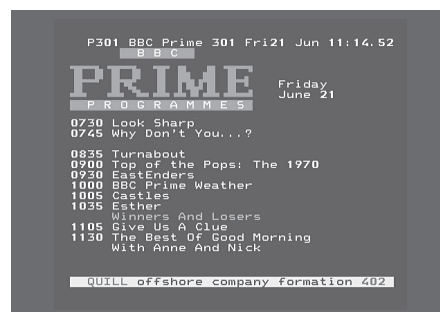 P301 BBC Prime 301 Fri21 Jun 11:14.52
BBC
PRIME
Friday
June 21
PROGRAMMES
0730 Look Sharp
0745 Why Don't You...?
0835 Turnabout
0900 Top of the Pops: The 1970
0930 EastEnders
1000 BBC Prime Weather
1005 Castles
1035 Esther
Winners And Losers
1105 Give Us A Clue
1130 The Best Of Good Morning
With Anne And Nick
QUILL offshore company formation 402